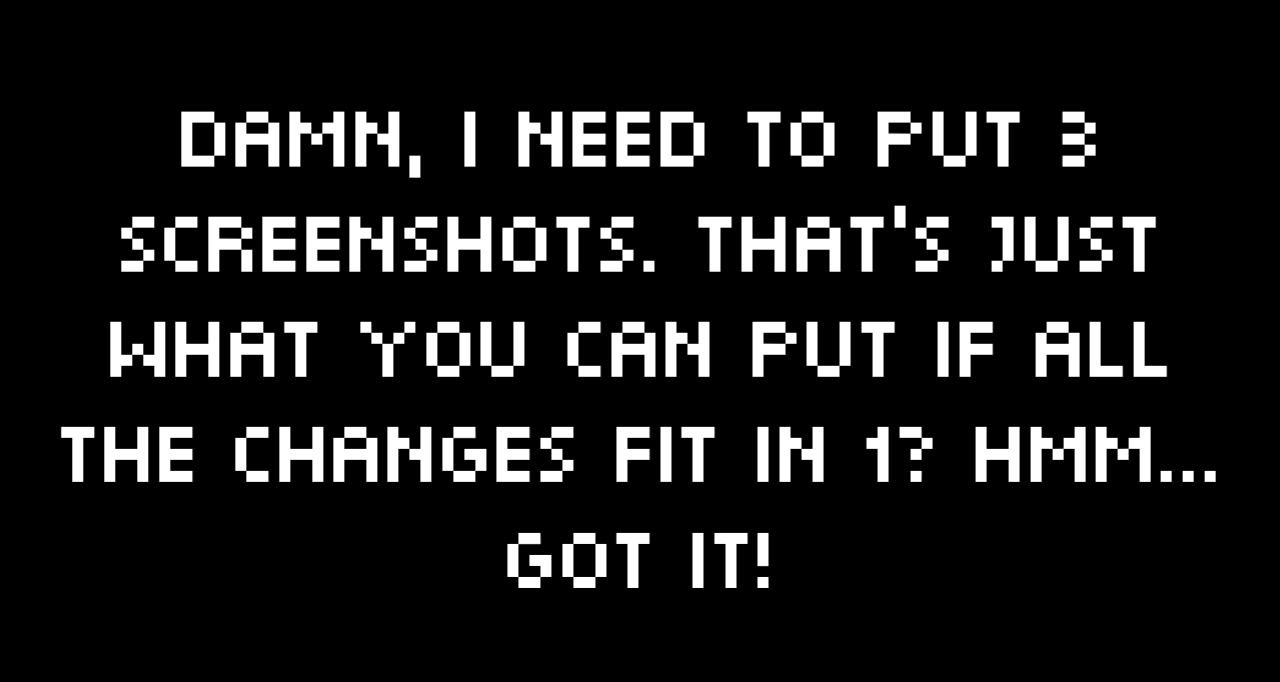 DAMN, I NEED TO PUT 3
SCREENSHOTS. THAT'S JUST
WHAT YOU CAN PUT IF ALL
THE CHANGES FIT IN 1? HMM...
GOT IT!